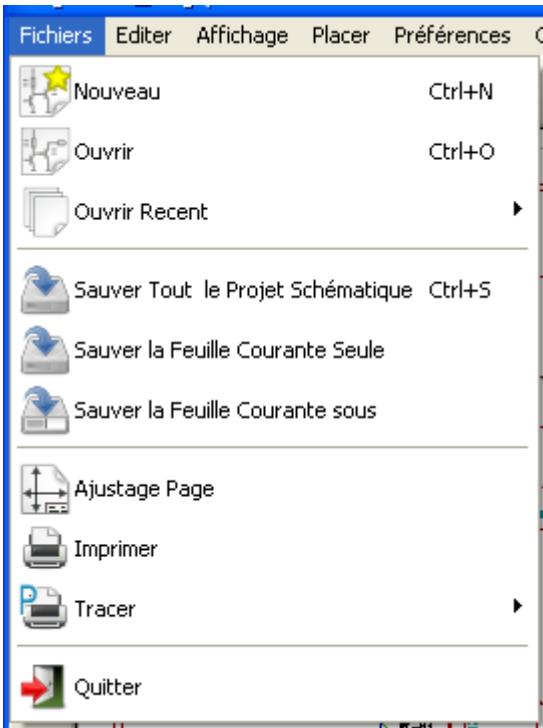 Fichiers Editer Affichage Placer Préférences
Nouveau Ctrl+N
Ouvrir Ctrl+O
Ouvrir Recent
Sauver Tout le Projet Schématique Ctrl+S
Sauver la Feuille Courante Seule
Sauver la Feuille Courante sous
Ajustage Page
Imprimer
Tracer
Quitter